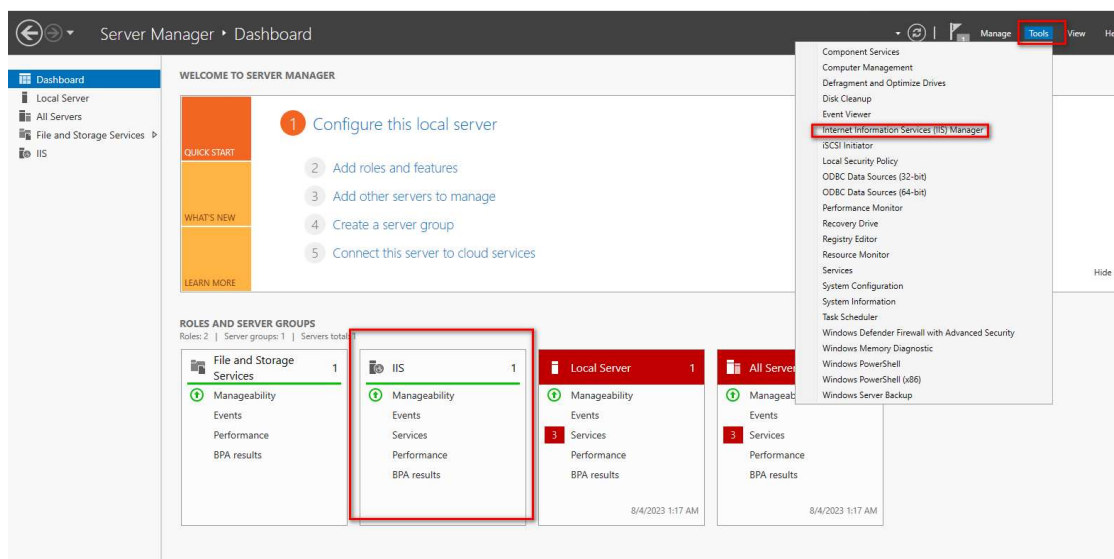 Server Manager ‣ Dashboard
Manage Tools View He
Dashboard
Local Server
All Servers
File and Storage Services
IIS
WELCOME TO SERVER MANAGER
QUICK START
WHAT'S NEW
LEARN MORE
1 Configure this local server
2 Add roles and features
3 Add other servers to manage
4 Create a server group
5 Connect this server to cloud services
Hide
Component Services
Computer Management
Defragment and Optimize Drives
Disk Cleanup
Event Viewer
Internet Information Services (IIS) Manager
iSCSI Initiator
Local Security Policy
ODBC Data Sources (32-bit)
ODBC Data Sources (64-bit)
Performance Monitor
Recovery Drive
Registry Editor
Resource Monitor
Services
System Configuration
System Information
Task Scheduler
Windows Defender Firewall with Advanced Security
Windows Memory Diagnostic
Windows PowerShell
Windows PowerShell (x86)
Windows Server Backup
ROLES AND SERVER GROUPS
Roles: 2 | Server groups: 1 | Servers total: 1
File and Storage
Services 1
Manageability
Events
Performance
BPA results
IIS 1
Manageability
Events
Services
Performance
BPA results
Local Server 1
Manageability
Events
3 Services
Performance
BPA results
8/4/2023 1:17 AM
All Server
Manageab
Events
3 Services
Performance
BPA results
8/4/2023 1:17 AM